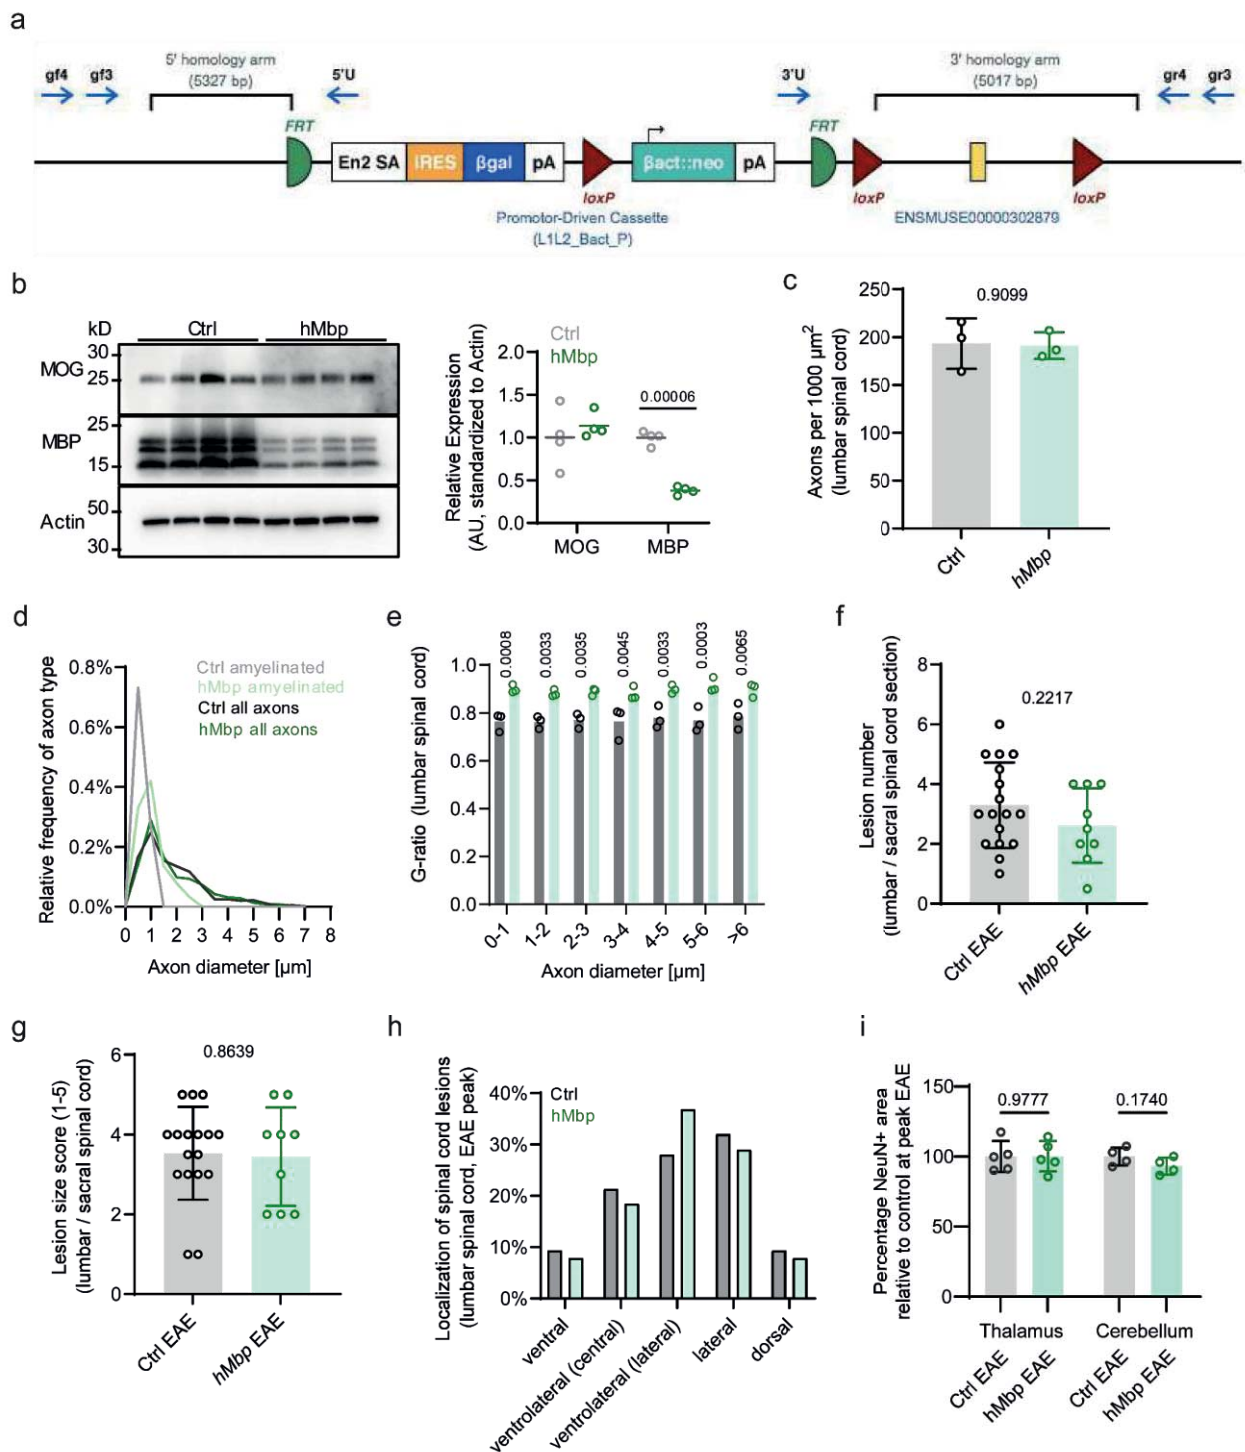 a
5' homology arm
(5327 bp)
3' homology arm
(5017 bp)
gf4 gf3 5'U 3'U gr4 gr3
FRT FRT
En2 SA IRES βgal pA βact::neo pA
loxP loxP loxP
Promotor-Driven Cassette
(L1L2_Bact_P)
ENSMUSE00000302879
b
kD Ctrl hMbp
MOG 30
25
MBP 25
15
Actin 50
30
Relative Expression
(AU, standardized to Actin)
Ctrl
hMbp
2.0
1.5
1.0
0.5
0.0
0.00006
MOG MBP
c
Axons per 1000 µm²
(lumbar spinal cord)
250
200
150
100
50
0
0.9099
Ctrl hMbp
d
Relative frequency of axon type
0.8%
0.6%
0.4%
0.2%
0.0%
Ctrl amyelinated
hMbp amyelinated
Ctrl all axons
hMbp all axons
0 1 2 3 4 5 6 7 8
Axon diameter [µm]
e
G-ratio (lumbar spinal cord)
1.0
0.8
0.6
0.4
0.2
0.0
0.0008 0.0033 0.0035 0.0045 0.0033 0.0003 0.0065
0-1 1-2 2-3 3-4 4-5 5-6 >6
Axon diameter [µm]
f
Lesion number
(lumbar / sacral spinal cord section)
8
6
4
2
0
0.2217
Ctrl EAE hMbp EAE
g
Lesion size score (1-5)
(lumbar / sacral spinal cord)
6
4
2
0
0.8639
Ctrl EAE hMbp EAE
h
Localization of spinal cord lesions
(lumbar spinal cord, EAE peak)
40%
30%
20%
10%
0%
Ctrl
hMbp
ventral
ventrolateral (central)
ventrolateral (lateral)
lateral
dorsal
i
Percentage NeuN+ area
relative to control at peak EAE
150
100
50
0
0.9777 0.1740
Thalamus Cerebellum
Ctrl EAE hMbp EAE Ctrl EAE hMbp EAE